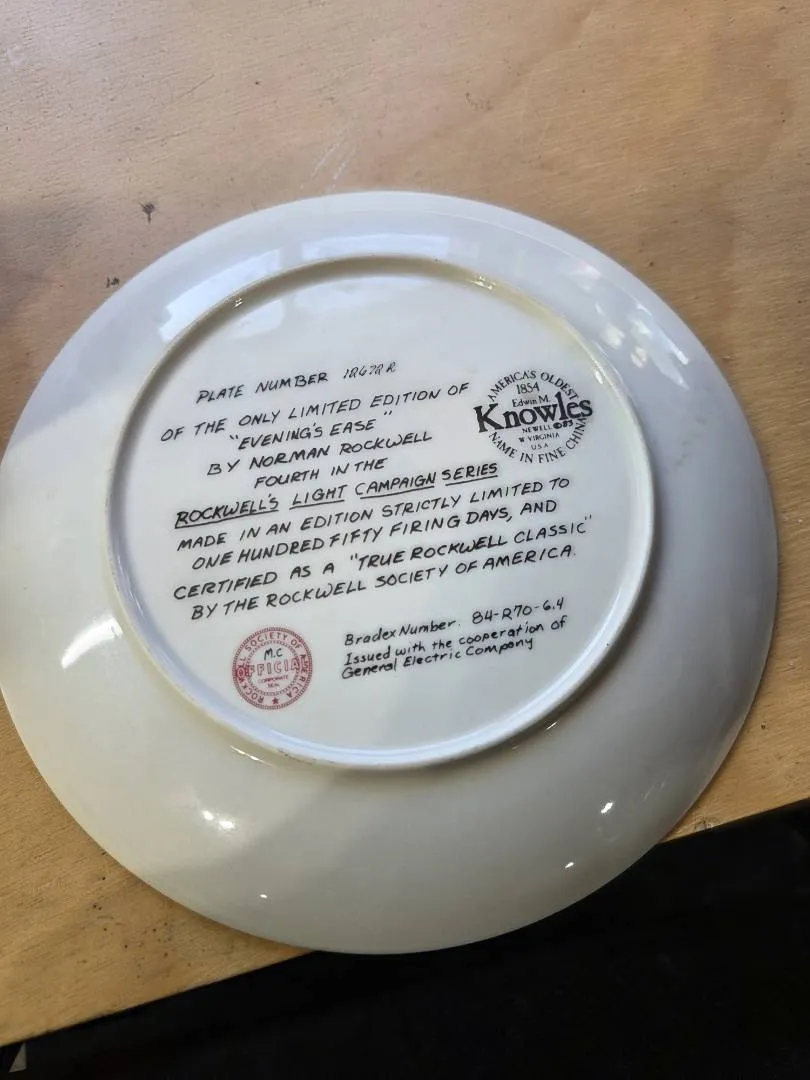 PLATE NUMBER
OF THE ONLY LIMITED EDITION OF
"EVENING'S EASE"
BY NORMAN ROCKWELL
FOURTH IN THE
ROCKWELL'S LIGHT CAMPAIGN SERIES
MADE IN AN EDITION STRICTLY LIMITED TO
ONE HUNDRED FIFTY FIRING DAYS, AND
CERTIFIED AS A "TRUE ROCKWELL CLASSIC"
BY THE ROCKWELL SOCIETY OF AMERICA.
AMERICA'S OLDEST
1854
Edwin M.
Knowles
NEWELL ©83
W VIRGINIA
U.S.A
NAME IN FINE CHINA
ROCKWELL SOCIETY OF AMERICA
M.C
OFFICIAL
CORPORATE
SEAL
Bradex Number: 84-R70-6.4
Issued with the cooperation of
General Electric Company